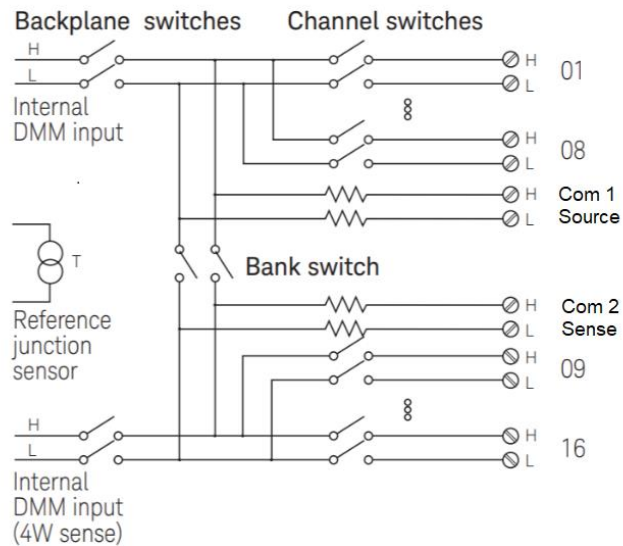 Backplane switches
Channel switches
H
L
Internal
DMM input
H
L
01
H
L
08
H
L
Com 1
Source
T
Bank switch
Reference
junction
sensor
H
L
Com 2
Sense
H
L
09
H
L
Internal
DMM input
(4W sense)
H
L
16